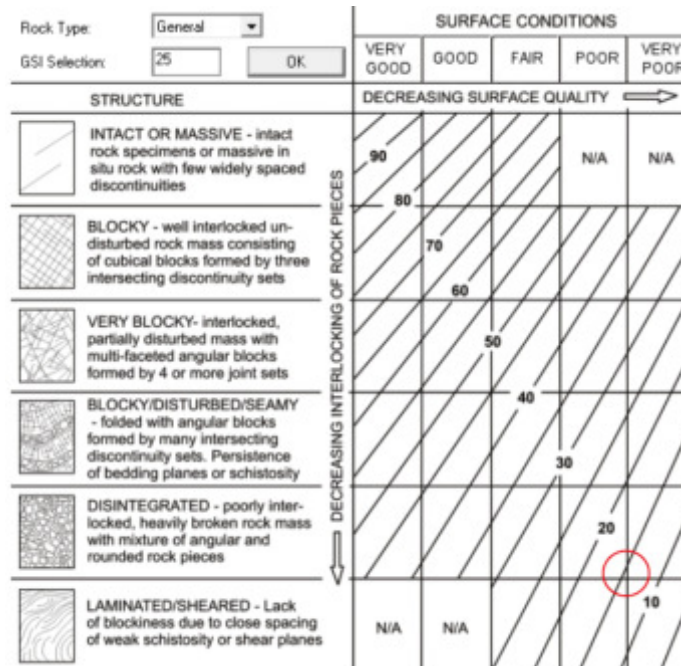 Rock Type: General
GSI Selection: 25 OK
SURFACE CONDITIONS
VERY GOOD
GOOD
FAIR
POOR
VERY POOR
STRUCTURE
DECREASING SURFACE QUALITY
DECREASING INTERLOCKING OF ROCK PIECES
INTACT OR MASSIVE - intact
rock specimens or massive in
situ rock with few widely spaced
discontinuities
BLOCKY - well interlocked un-
disturbed rock mass consisting
of cubical blocks formed by three
intersecting discontinuity sets
VERY BLOCKY- interlocked,
partially disturbed mass with
multi-faceted angular blocks
formed by 4 or more joint sets
BLOCKY/DISTURBED/SEAMY
- folded with angular blocks
formed by many intersecting
discontinuity sets. Persistence
of bedding planes or schistosity
DISINTEGRATED - poorly inter-
locked, heavily broken rock mass
with mixture of angular and
rounded rock pieces
LAMINATED/SHEARED - Lack
of blockiness due to close spacing
of weak schistosity or shear planes
90
80
70
60
50
40
30
20
10
N/A
N/A
N/A
N/A